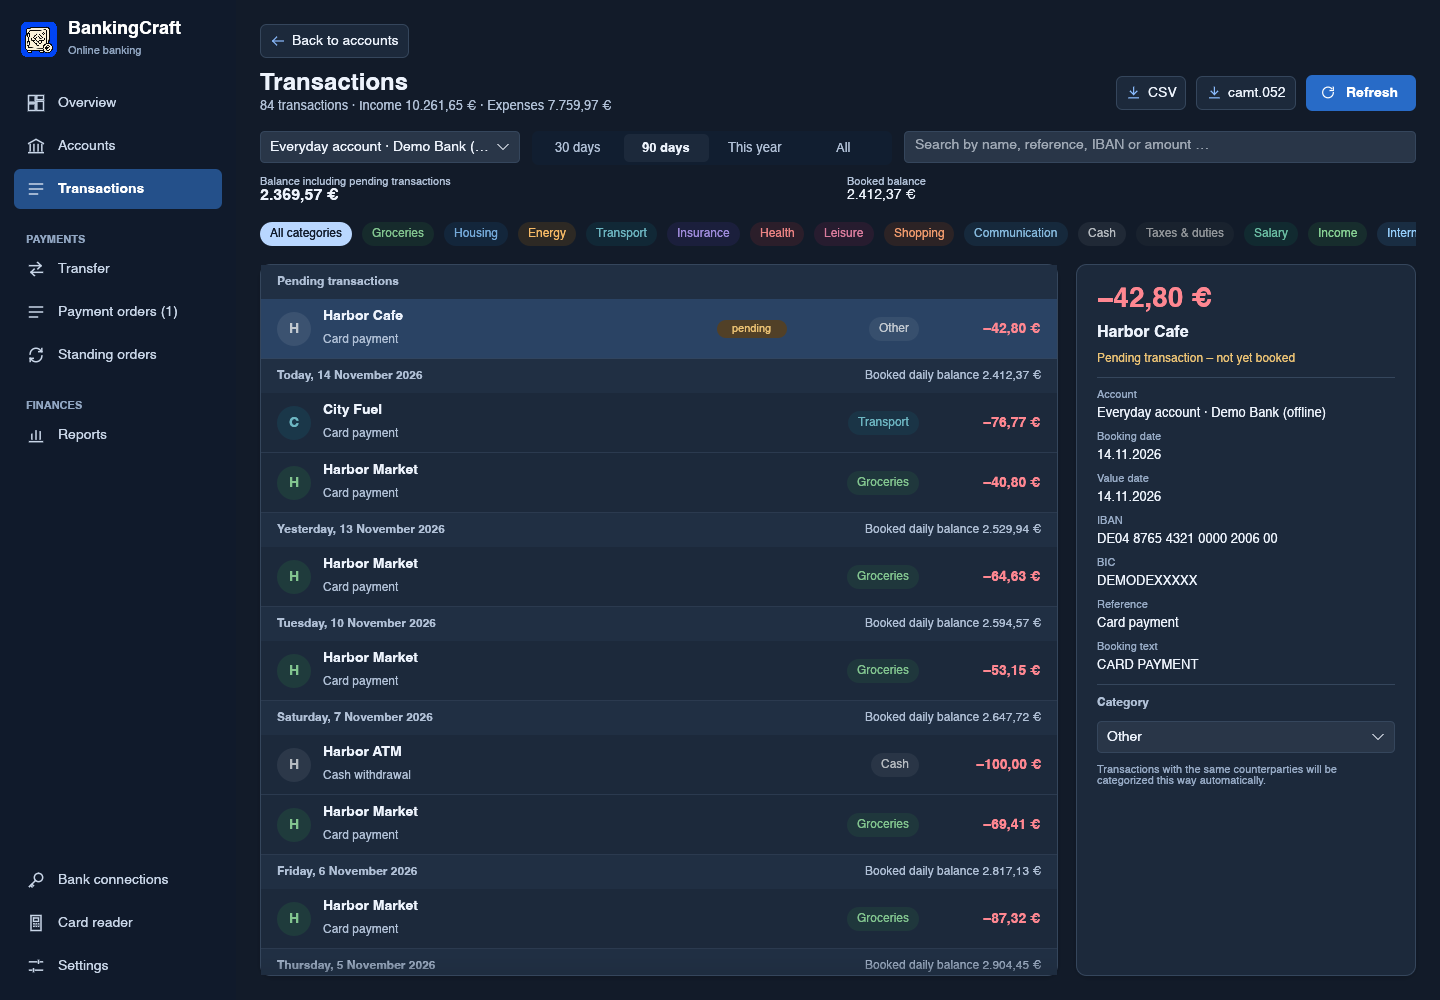 BankingCraft
Online banking
Overview
Accounts
Transactions
PAYMENTS
Transfer
Payment orders (1)
Standing orders
FINANCES
Reports
Bank connections
Card reader
Settings
Back to accounts
Transactions
84 transactions · Income 10.261,65 € · Expenses 7.759,97 €
CSV
camt.052
Refresh
Everyday account · Demo Bank (...
30 days
90 days
This year
All
Search by name, reference, IBAN or amount ...
Balance including pending transactions
2.369,57 €
Booked balance
2.412,37 €
All categories
Groceries
Housing
Energy
Transport
Insurance
Health
Leisure
Shopping
Communication
Cash
Taxes & duties
Salary
Income
Intern
Pending transactions
H
Harbor Cafe
Card payment
pending
Other
–42,80 €
Today, 14 November 2026
Booked daily balance 2.412,37 €
C
City Fuel
Card payment
Transport
–76,77 €
H
Harbor Market
Card payment
Groceries
–40,80 €
Yesterday, 13 November 2026
Booked daily balance 2.529,94 €
H
Harbor Market
Card payment
Groceries
–64,63 €
Tuesday, 10 November 2026
Booked daily balance 2.594,57 €
H
Harbor Market
Card payment
Groceries
–53,15 €
Saturday, 7 November 2026
Booked daily balance 2.647,72 €
H
Harbor ATM
Cash withdrawal
Cash
–100,00 €
H
Harbor Market
Card payment
Groceries
–69,41 €
Friday, 6 November 2026
Booked daily balance 2.817,13 €
H
Harbor Market
Card payment
Groceries
–87,32 €
Thursday, 5 November 2026
Booked daily balance 2.904,45 €
–42,80 €
Harbor Cafe
Pending transaction – not yet booked
Account
Everyday account · Demo Bank (offline)
Booking date
14.11.2026
Value date
14.11.2026
IBAN
DE04 8765 4321 0000 2006 00
BIC
DEMODEXXXXX
Reference
Card payment
Booking text
CARD PAYMENT
Category
Other
Transactions with the same counterparties will be
categorized this way automatically.